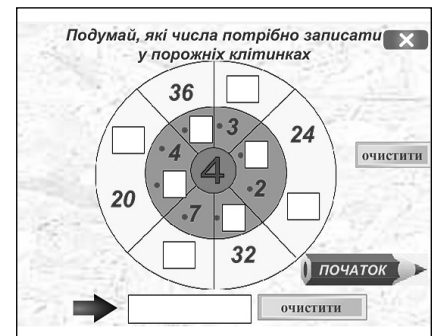 Подумай, які числа потрібно записати
у порожніх клітинках
36
24
• 3
• 4
4
очистити
• 2
20
• 7
32
ПОЧАТОК
очистити